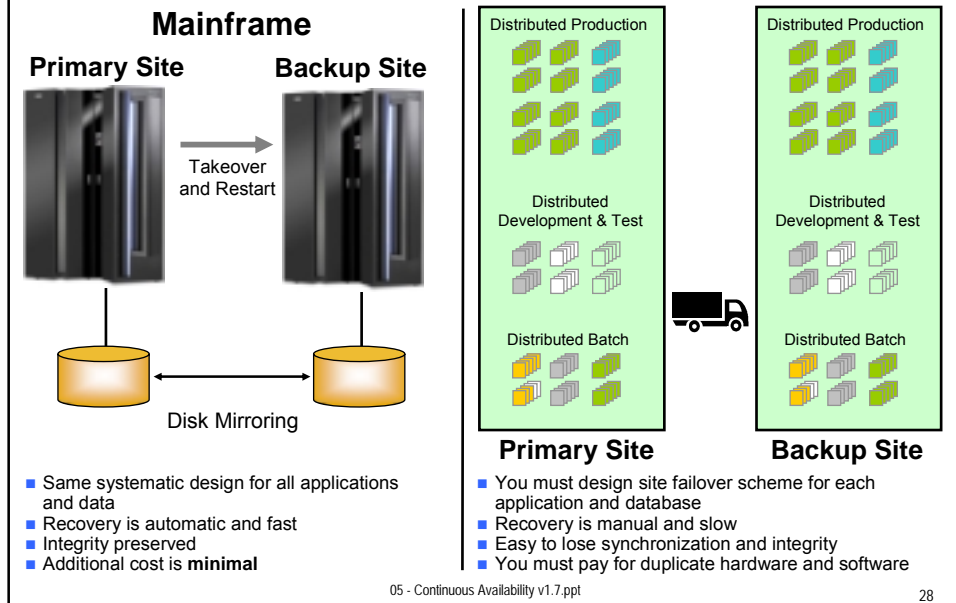 Mainframe
Primary Site
Backup Site
Takeover
and Restart
Disk Mirroring
Same systematic design for all applications
and data
Recovery is automatic and fast
Integrity preserved
Additional cost is minimal
Distributed Production
Distributed
Development & Test
Distributed Batch
Primary Site
Distributed Production
Distributed
Development & Test
Distributed Batch
Backup Site
You must design site failover scheme for each
application and database
Recovery is manual and slow
Easy to lose synchronization and integrity
You must pay for duplicate hardware and software
05 - Continuous Availability v1.7.ppt
28